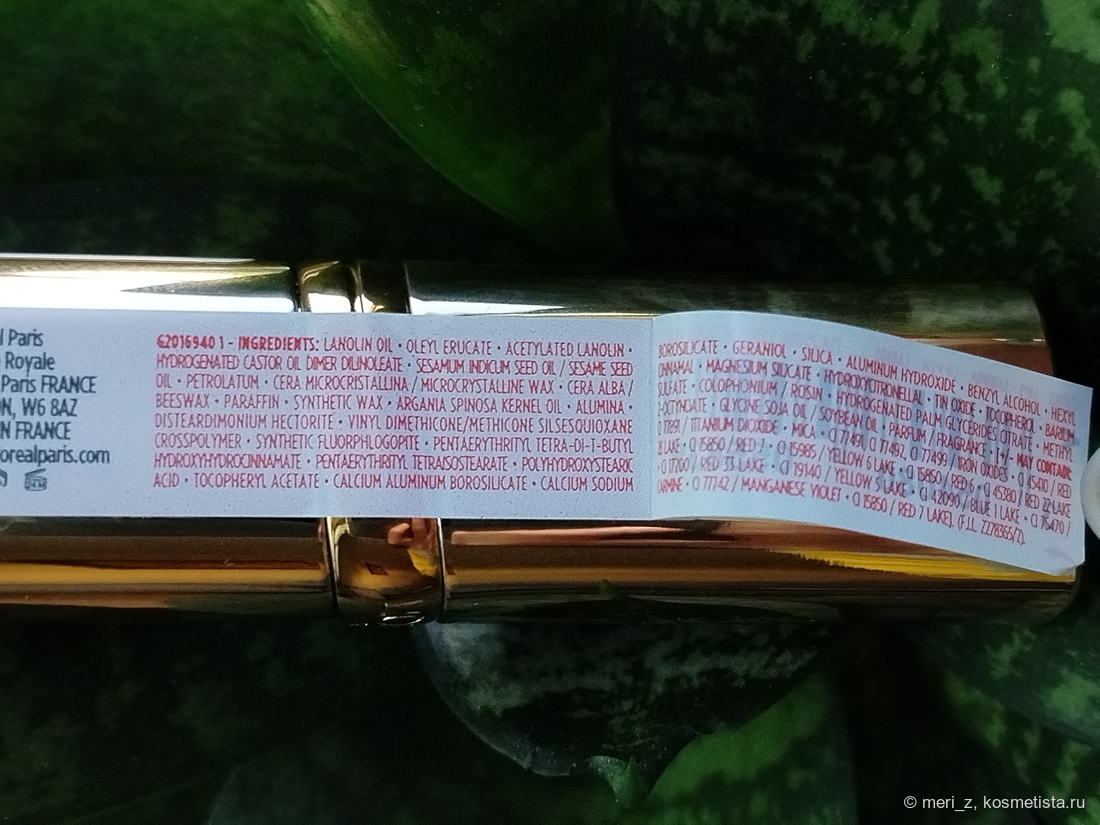 l Paris
Royale
Paris FRANCE
N, W6 8AZ
N FRANCE
orealparis.com
G2016940 1 - INGREDIENTS: LANOLIN OIL • OLEYL ERUCATE • ACETYLATED LANOLIN •
HYDROGENATED CASTOR OIL DIMER DILINOLEATE • SESAMUM INDICUM SEED OIL / SESAME SEED
OIL • PETROLATUM • CERA MICROCRISTALLINA / MICROCRYSTALLINE WAX • CERA ALBA /
BEESWAX • PARAFFIN • SYNTHETIC WAX • ARGANIA SPINOSA KERNEL OIL • ALUMINA •
DISTEARDIMONIUM HECTORITE • VINYL DIMETHICONE/METHICONE SILSESQUIOXANE
CROSSPOLYMER • SYNTHETIC FLUORPHLOGOPITE • PENTAERYTHRITYL TETRA-DI-T-BUTYL
HYDROXYHYDROCINNAMATE • PENTAERYTHRITYL TETRAISOSTEARATE • POLYHYDROXYSTEARIC
ACID • TOCOPHERYL ACETATE • CALCIUM ALUMINUM BOROSILICATE • CALCIUM SODIUM
BOROSILICATE • GERANIOL • SILICA • ALUMINUM HYDROXIDE • BENZYL ALCOHOL • HEXYL
CINNAMAL • MAGNESIUM SILICATE • HYDROXYCITRONELLAL • TIN OXIDE • TOCOPHEROL • BARIUM
SULFATE • COLOPHONIUM / ROSIN • HYDROGENATED PALM GLYCERIDES CITRATE • METHYL
2-OCTYNOATE • GLYCINE SOJA OIL / SOYBEAN OIL • PARFUM / FRAGRANCE [+/- MAY CONTAIN:
CI 77891 / TITANIUM DIOXIDE • MICA • CI 77491, CI 77492, CI 77499 / IRON OXIDES • CI 45410 / RED
LAKE • CI 15850 / RED 7 • CI 15985 / YELLOW 6 LAKE • CI 15850 / RED 6 • CI 45380 / RED 22 LAKE
• CI 17200 / RED 33 LAKE • CI 19140 / YELLOW 5 LAKE • CI 42090 / BLUE 1 LAKE • CI 75470 /
CARMINE • CI 77742 / MANGANESE VIOLET • CI 15850 / RED 7 LAKE]. (F.I.L. Z278365/2).
© meri_z, kosmetista.ru